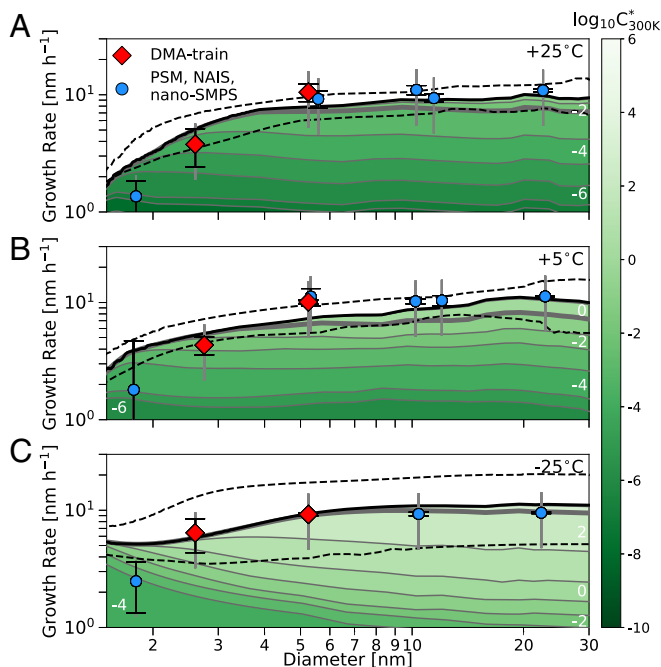 A
+25°C
DMA-train
PSM, NAIS,
nano-SMPS
Growth Rate [nm h⁻¹]
10¹
10⁰
-2
-4
-6
B
+5°C
Growth Rate [nm h⁻¹]
10¹
10⁰
0
-2
-4
-6
C
-25°C
Growth Rate [nm h⁻¹]
10¹
10⁰
2
0
-2
-4
2 3 4 5 6 7 8 9 10 20 30
Diameter [nm]
log₁₀C*₃₀₀K
6
4
2
0
-2
-4
-6
-8
-10